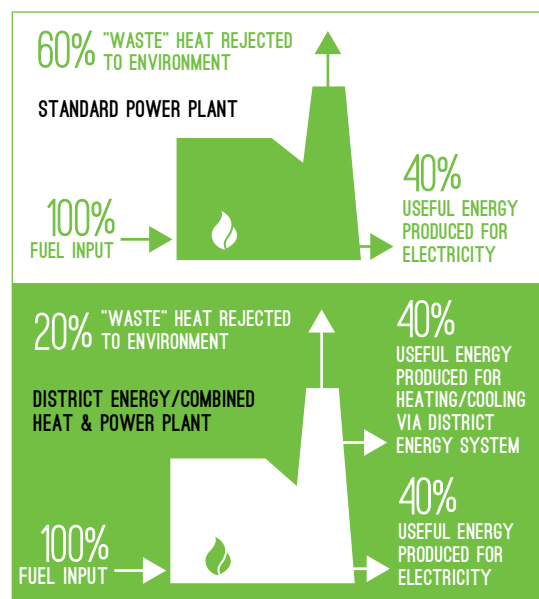 60% "WASTE" HEAT REJECTED
TO ENVIRONMENT
STANDARD POWER PLANT
100%
FUEL INPUT
40%
USEFUL ENERGY
PRODUCED FOR
ELECTRICITY
20% "WASTE" HEAT REJECTED
TO ENVIRONMENT
DISTRICT ENERGY/COMBINED
HEAT & POWER PLANT
40%
USEFUL ENERGY
PRODUCED FOR
HEATING/COOLING
VIA DISTRICT
ENERGY SYSTEM
100%
FUEL INPUT
40%
USEFUL ENERGY
PRODUCED FOR
ELECTRICITY